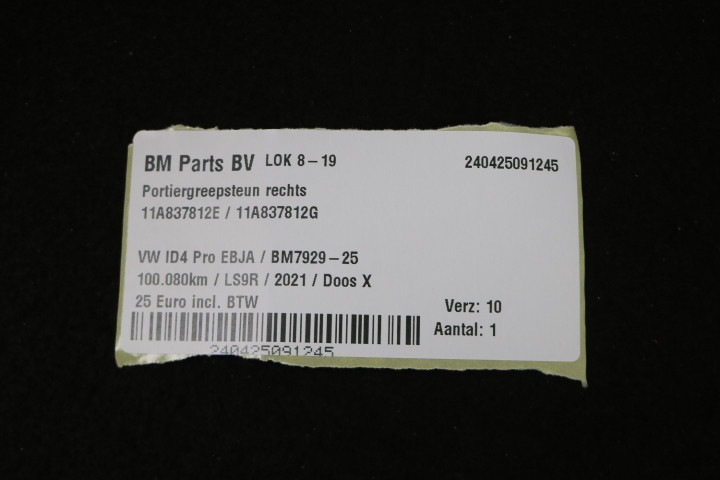 BM Parts BV LOK 8-19 240425091245
Portiergreepsteun rechts
11A837812E / 11A837812G
VW ID4 Pro EBJA / BM7929-25
100.080km / LS9R / 2021 / Doos X
25 Euro incl. BTW
Verz: 10
Aantal: 1
240425091245